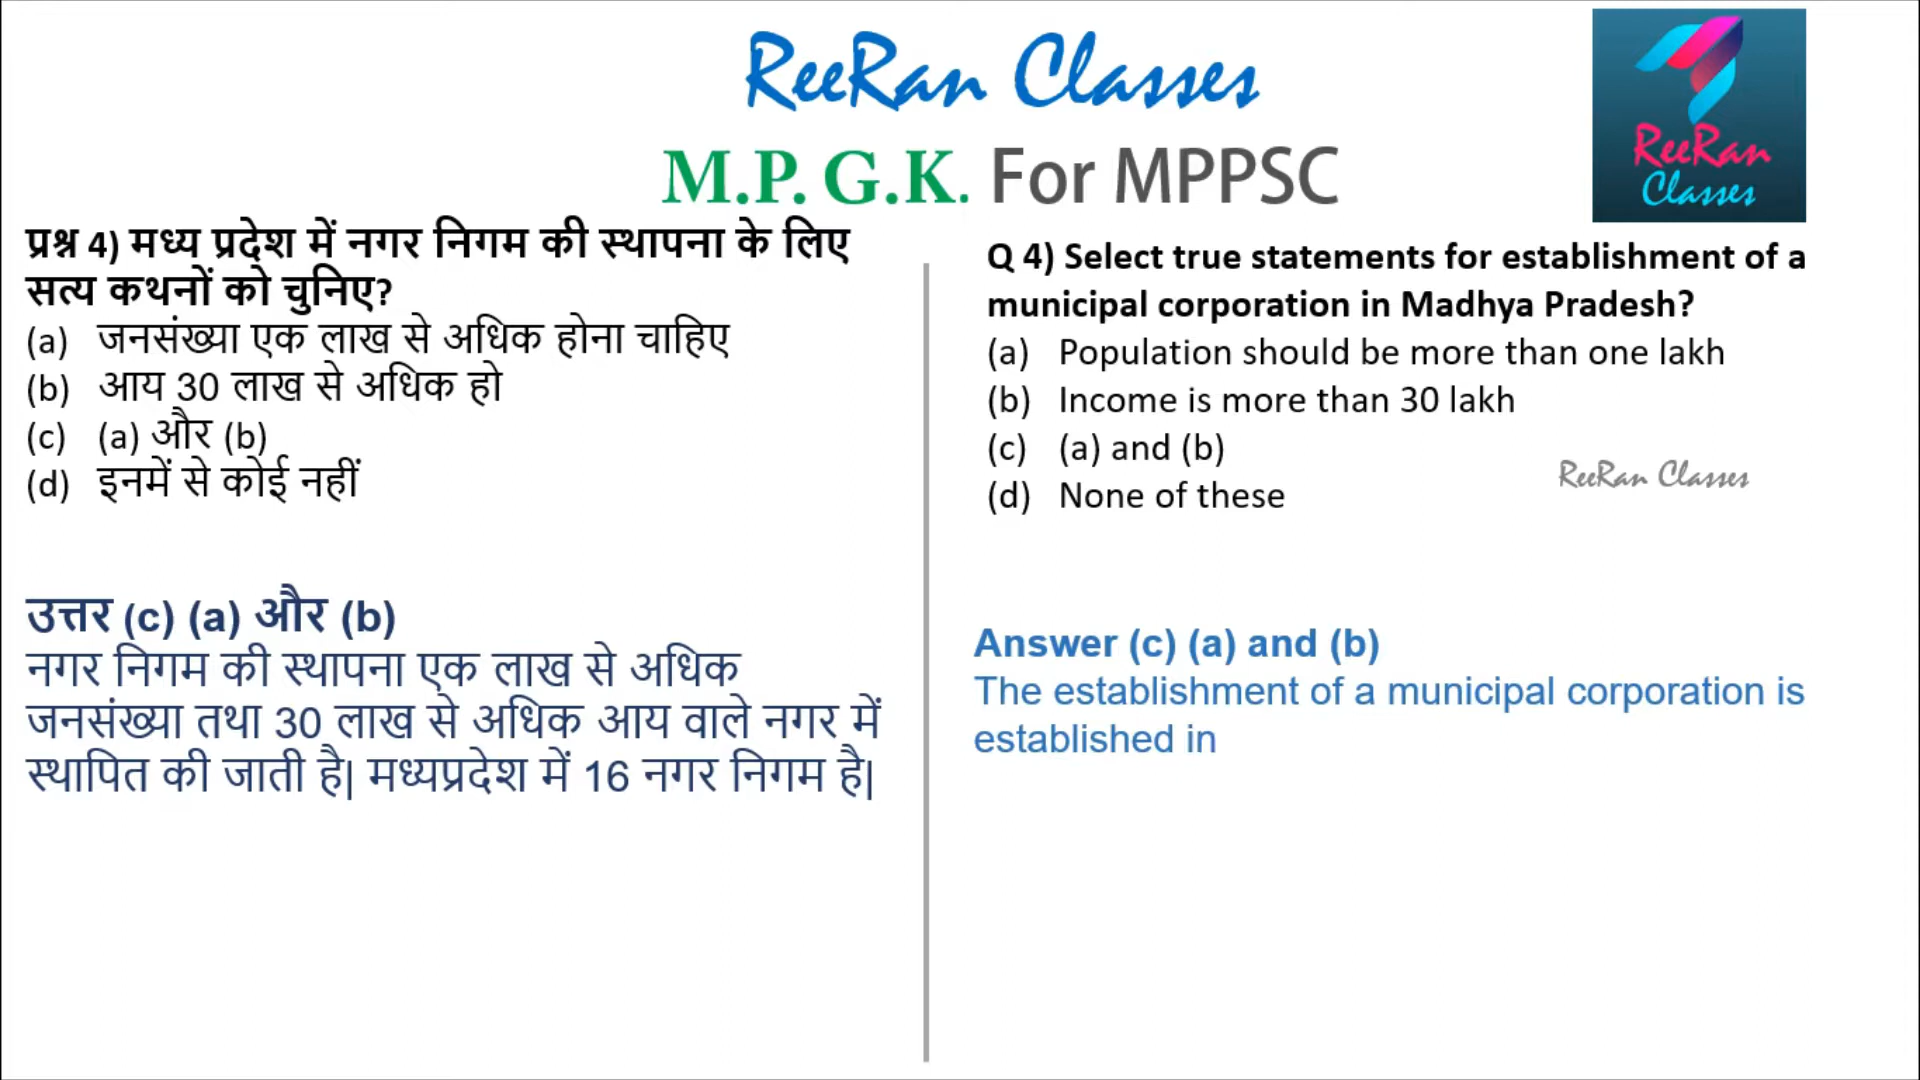 ReeRan Classes
M.P. G.K. For MPPSC
ReeRan
Classes
प्रश्न 4) मध्य प्रदेश में नगर निगम की स्थापना के लिए
सत्य कथनों को चुनिए?
(a) जनसंख्या एक लाख से अधिक होना चाहिए
(b) आय 30 लाख से अधिक हो
(c) (a) और (b)
(d) इनमें से कोई नहीं
उत्तर (c) (a) और (b)
नगर निगम की स्थापना एक लाख से अधिक
जनसंख्या तथा 30 लाख से अधिक आय वाले नगर में
स्थापित की जाती है| मध्यप्रदेश में 16 नगर निगम है|
Q 4) Select true statements for establishment of a
municipal corporation in Madhya Pradesh?
(a) Population should be more than one lakh
(b) Income is more than 30 lakh
(c) (a) and (b)
(d) None of these
ReeRan Classes
Answer (c) (a) and (b)
The establishment of a municipal corporation is
established in